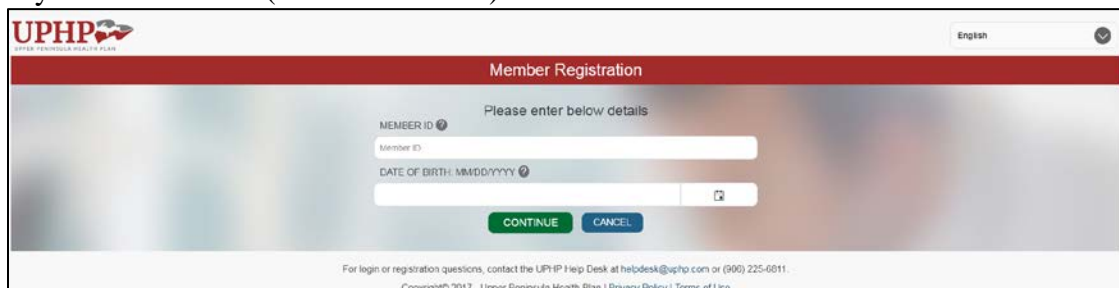 UPHP
UPPER PENINSULA HEALTH PLAN
English
Member Registration
Please enter below details
MEMBER ID
Member ID
DATE OF BIRTH: MM/DD/YYYY
CONTINUE
CANCEL
For login or registration questions, contact the UPHP Help Desk at helpdesk@uphp.com or (906) 225-6811.
Copyright© 2017 - Upper Peninsula Health Plan | Privacy Policy | Terms of Use